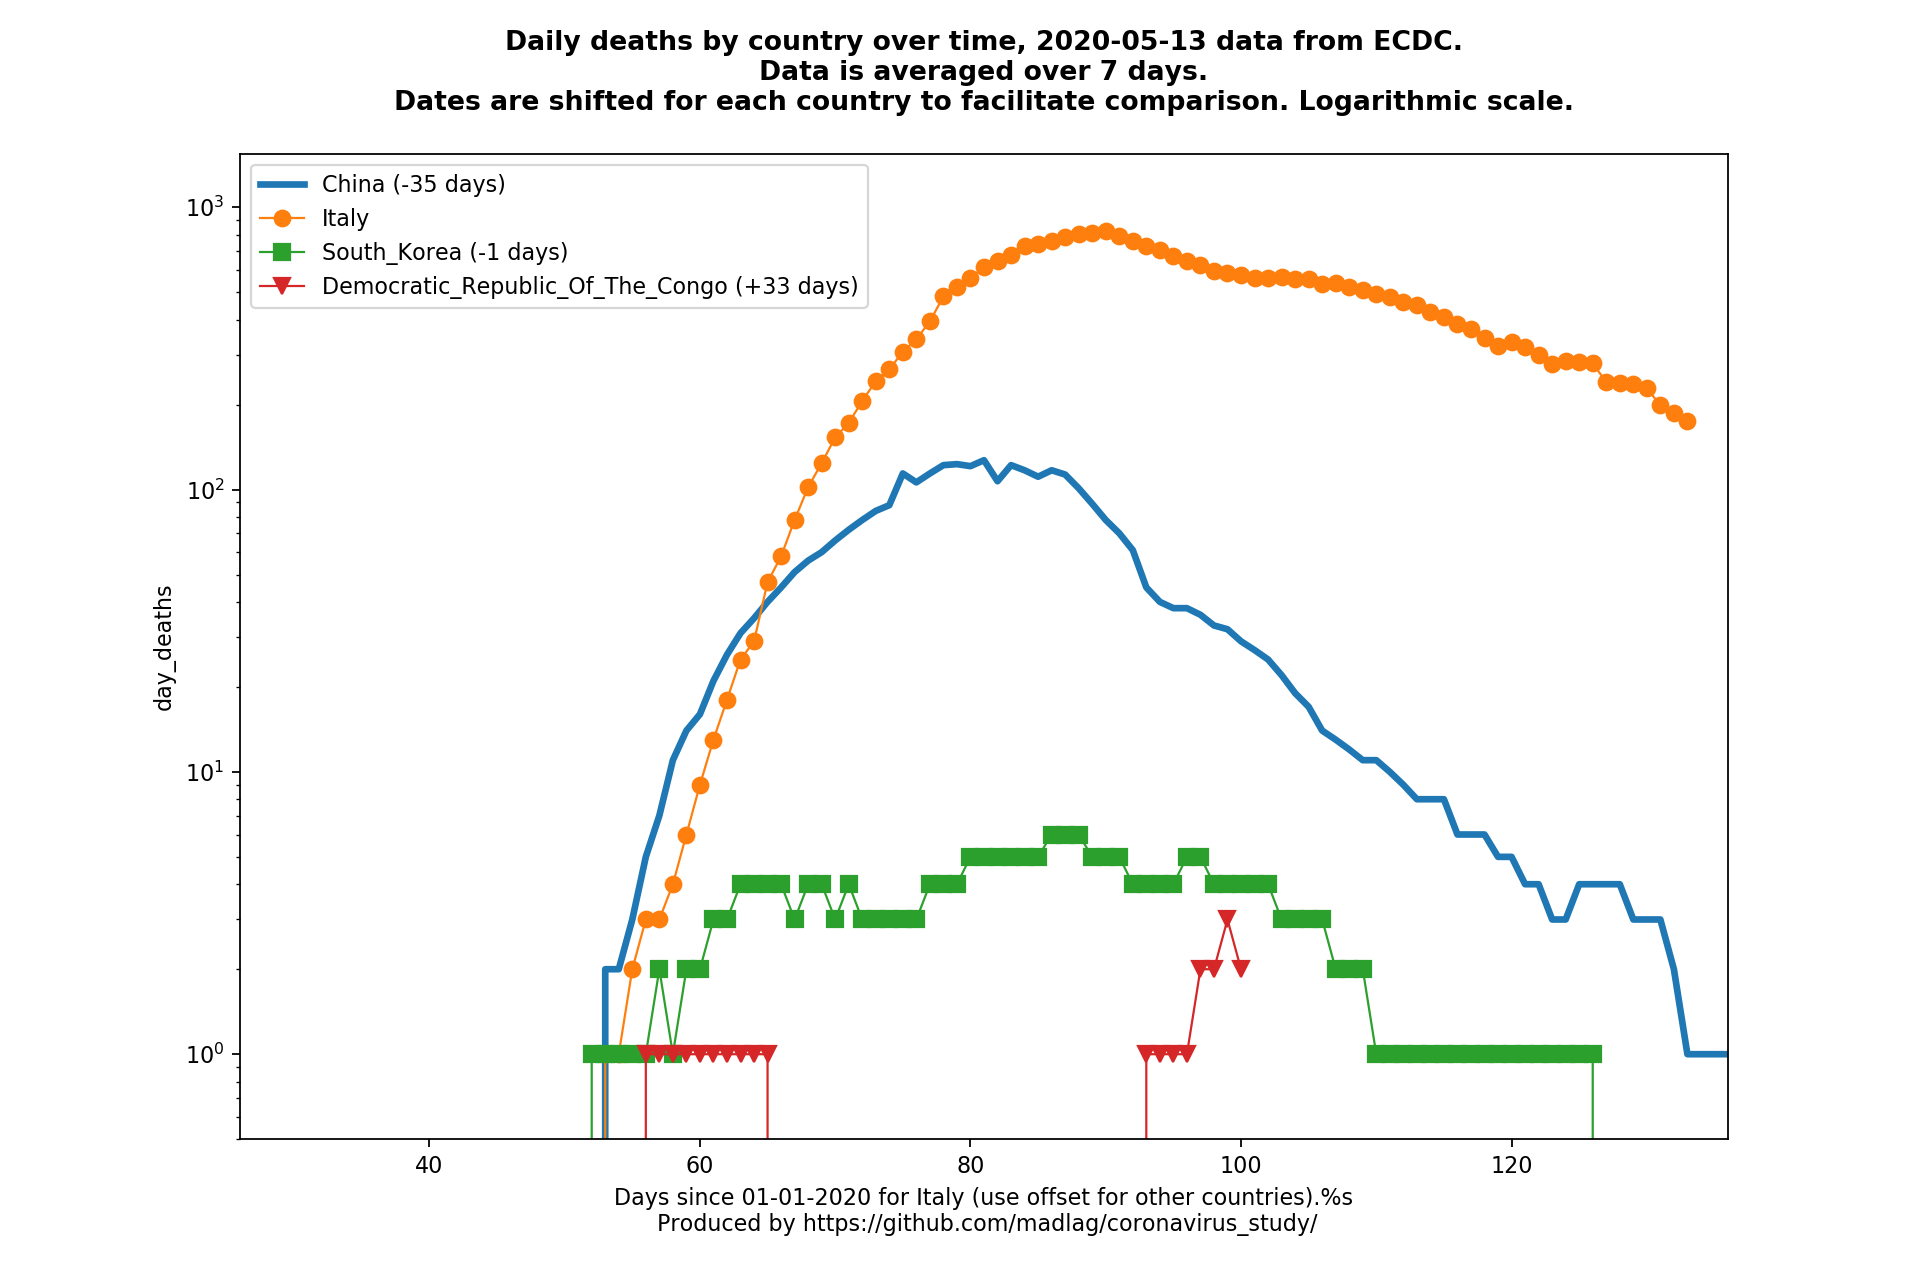 Daily deaths by country over time, 2020-05-13 data from ECDC.
Data is averaged over 7 days.
Dates are shifted for each country to facilitate comparison. Logarithmic scale.
China (-35 days)
Italy
South_Korea (-1 days)
Democratic_Republic_Of_The_Congo (+33 days)
10³
10²
10¹
10⁰
day_deaths
40 60 80 100 120
Days since 01-01-2020 for Italy (use offset for other countries).%s
Produced by https://github.com/madlag/coronavirus_study/